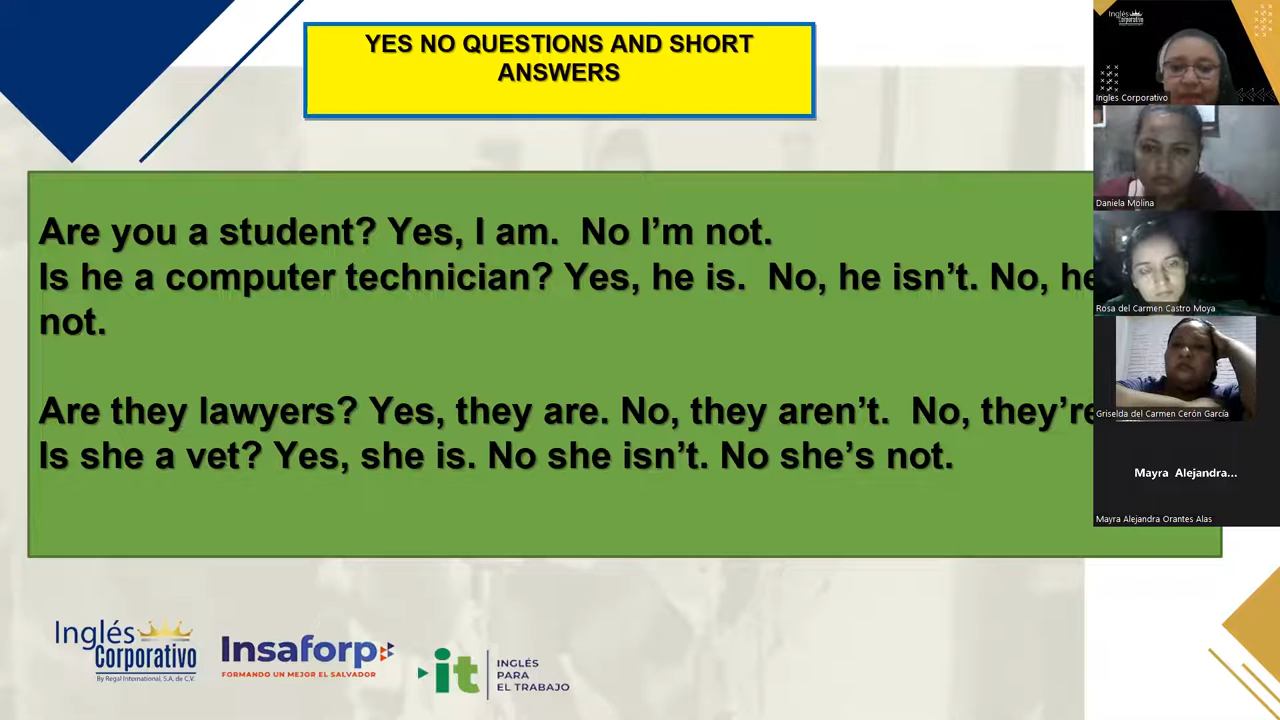 YES NO QUESTIONS AND SHORT
ANSWERS
Are you a student? Yes, I am.  No I’m not.
Is he a computer technician? Yes, he is.  No, he isn’t. No, he
not.
Are they lawyers? Yes, they are. No, they aren’t.  No, they’re
Is she a vet? Yes, she is. No she isn’t. No she’s not.
Inglés
Corporativo
By Regal International, S.A. de C.V.
Insaforp
FORMANDO UN MEJOR EL SALVADOR
it
INGLÉS
PARA
EL TRABAJO
Inglés
Corporativo
Ingles Corporativo
Daniela Molina
Rosa del Carmen Castro Moya
Griselda del Carmen Cerón García
Mayra Alejandra...
Mayra Alejandra Orantes Alas